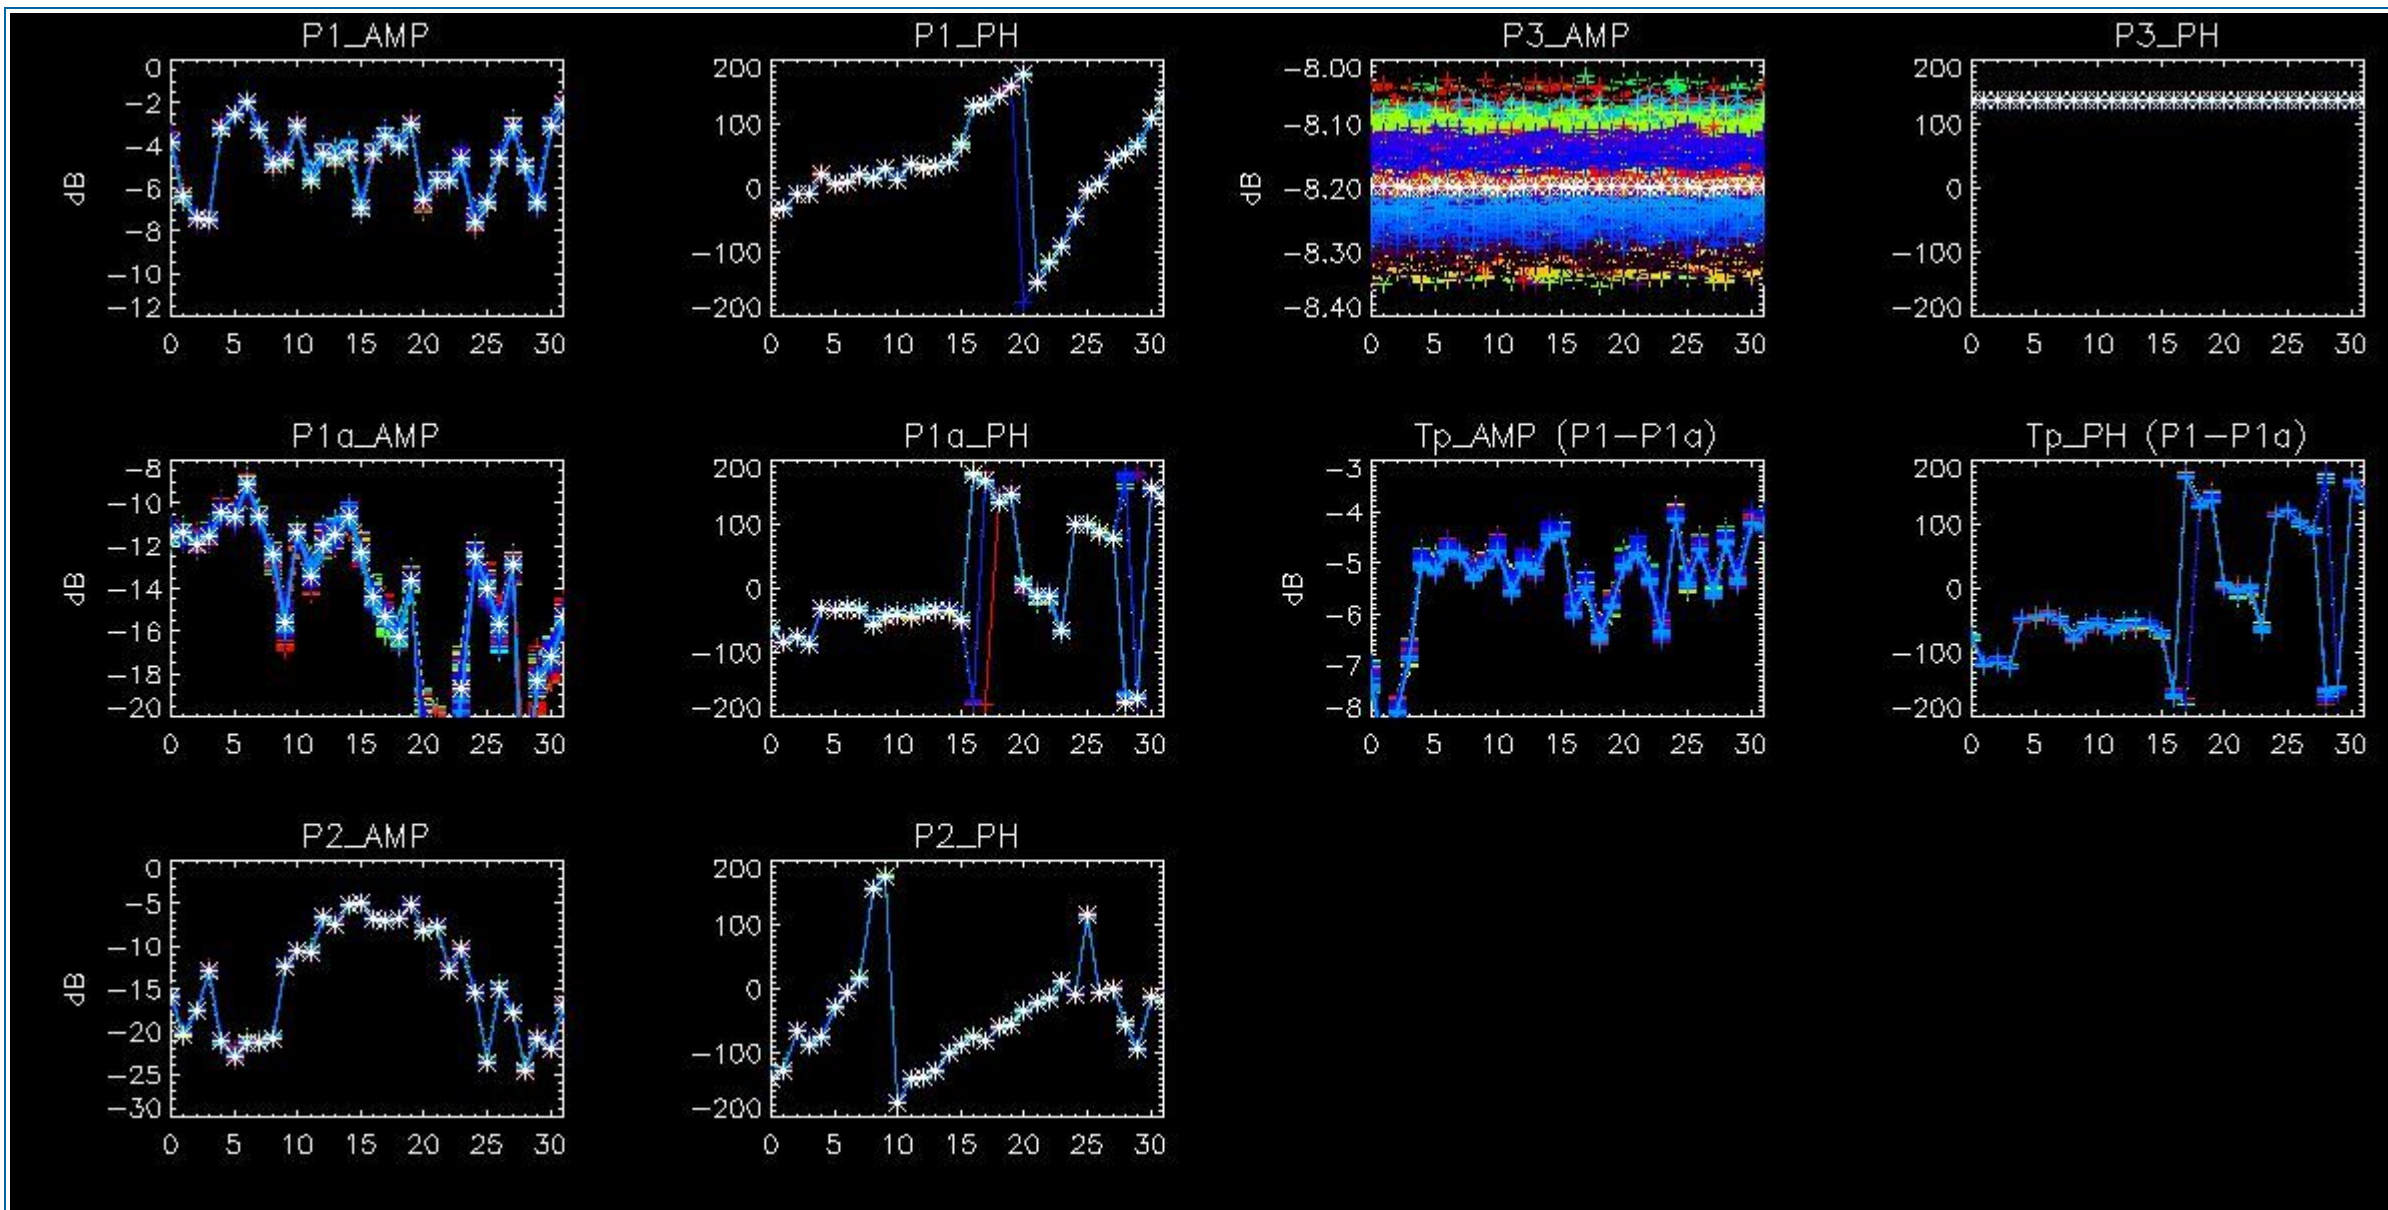 P1_AMP
0
−2
−4
−6
−8
−10
−12
dB
0 5 10 15 20 25 30
P1_PH
200
100
0
−100
−200
0 5 10 15 20 25 30
P3_AMP
−8.00
−8.10
−8.20
−8.30
−8.40
dB
0 5 10 15 20 25 30
P3_PH
200
100
0
−100
−200
0 5 10 15 20 25 30
P1a_AMP
−8
−10
−12
−14
−16
−18
−20
dB
0 5 10 15 20 25 30
P1a_PH
200
100
0
−100
−200
0 5 10 15 20 25 30
Tp_AMP (P1−P1a)
−3
−4
−5
−6
−7
−8
dB
0 5 10 15 20 25 30
Tp_PH (P1−P1a)
200
100
0
−100
−200
0 5 10 15 20 25 30
P2_AMP
0
−5
−10
−15
−20
−25
−30
dB
0 5 10 15 20 25 30
P2_PH
200
100
0
−100
−200
0 5 10 15 20 25 30